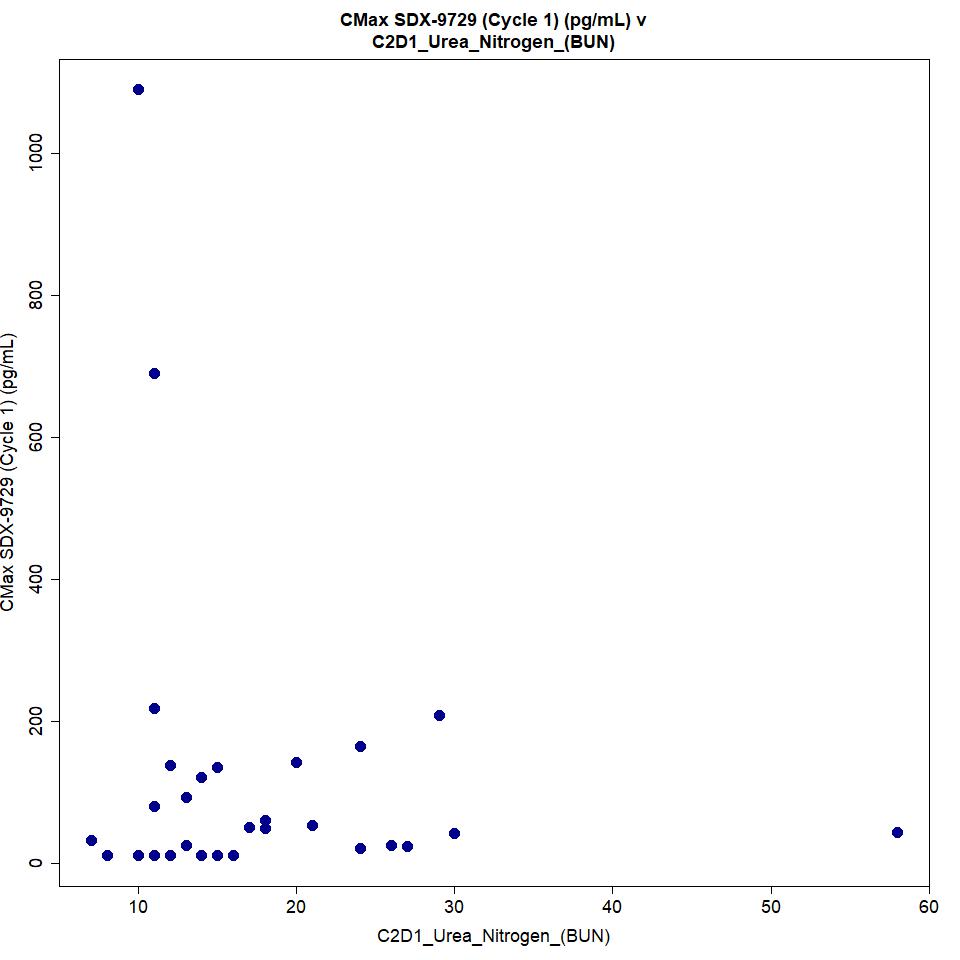 CMax SDX-9729 (Cycle 1) (pg/mL) v
C2D1_Urea_Nitrogen_(BUN)
CMax SDX-9729 (Cycle 1) (pg/mL)
1000
800
600
400
200
0
10 20 30 40 50 60
C2D1_Urea_Nitrogen_(BUN)